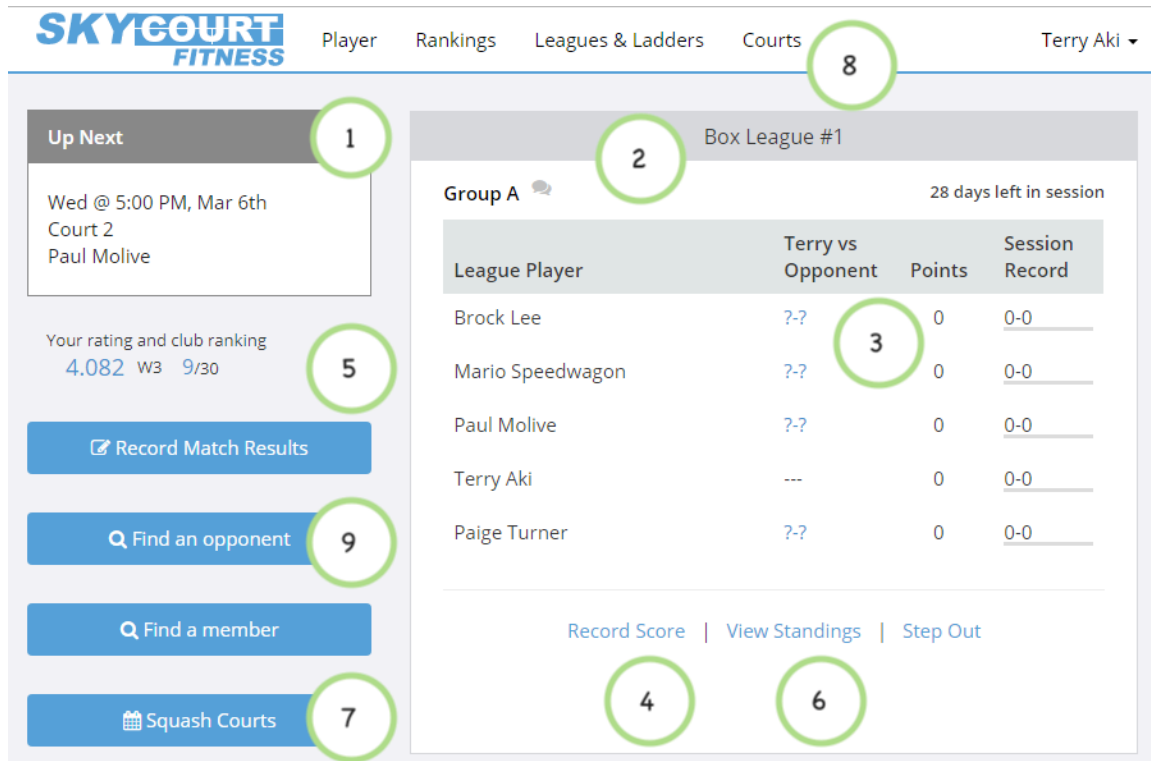 SKYCOURT
FITNESS
Player Rankings Leagues & Ladders Courts Terry Aki
8
Up Next
1
Wed @ 5:00 PM, Mar 6th
Court 2
Paul Molive
Your rating and club ranking
4.082 W3 9/30
5
Record Match Results
Find an opponent
9
Find a member
Squash Courts
7
Box League #1
2
Group A 28 days left in session
League Player Terry vs Opponent Points Session Record
Brock Lee ?-? 0 0-0
3
Mario Speedwagon ?-? 0 0-0
Paul Molive ?-? 0 0-0
Terry Aki --- 0 0-0
Paige Turner ?-? 0 0-0
Record Score | View Standings | Step Out
4 6